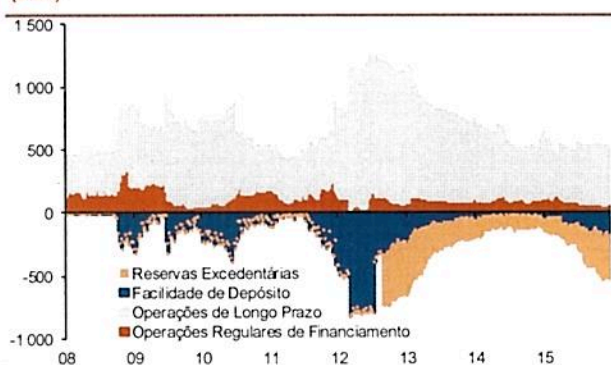 1 500
1 000
500
0
-500
-1 000
Reservas Excedentárias
Facilidade de Depósito
Operações de Longo Prazo
Operações Regulares de Financiamento
08 09 10 11 12 13 14 15